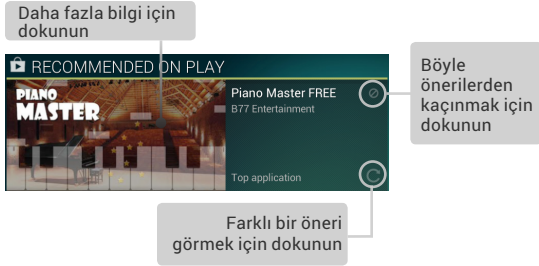 Daha fazla bilgi için
dokunun
RECOMMENDED ON PLAY
PIANO
MASTER
Piano Master FREE
B77 Entertainment
Top application
Böyle
önerilerden
kaçınmak için
dokunun
Farklı bir öneri
görmek için dokunun